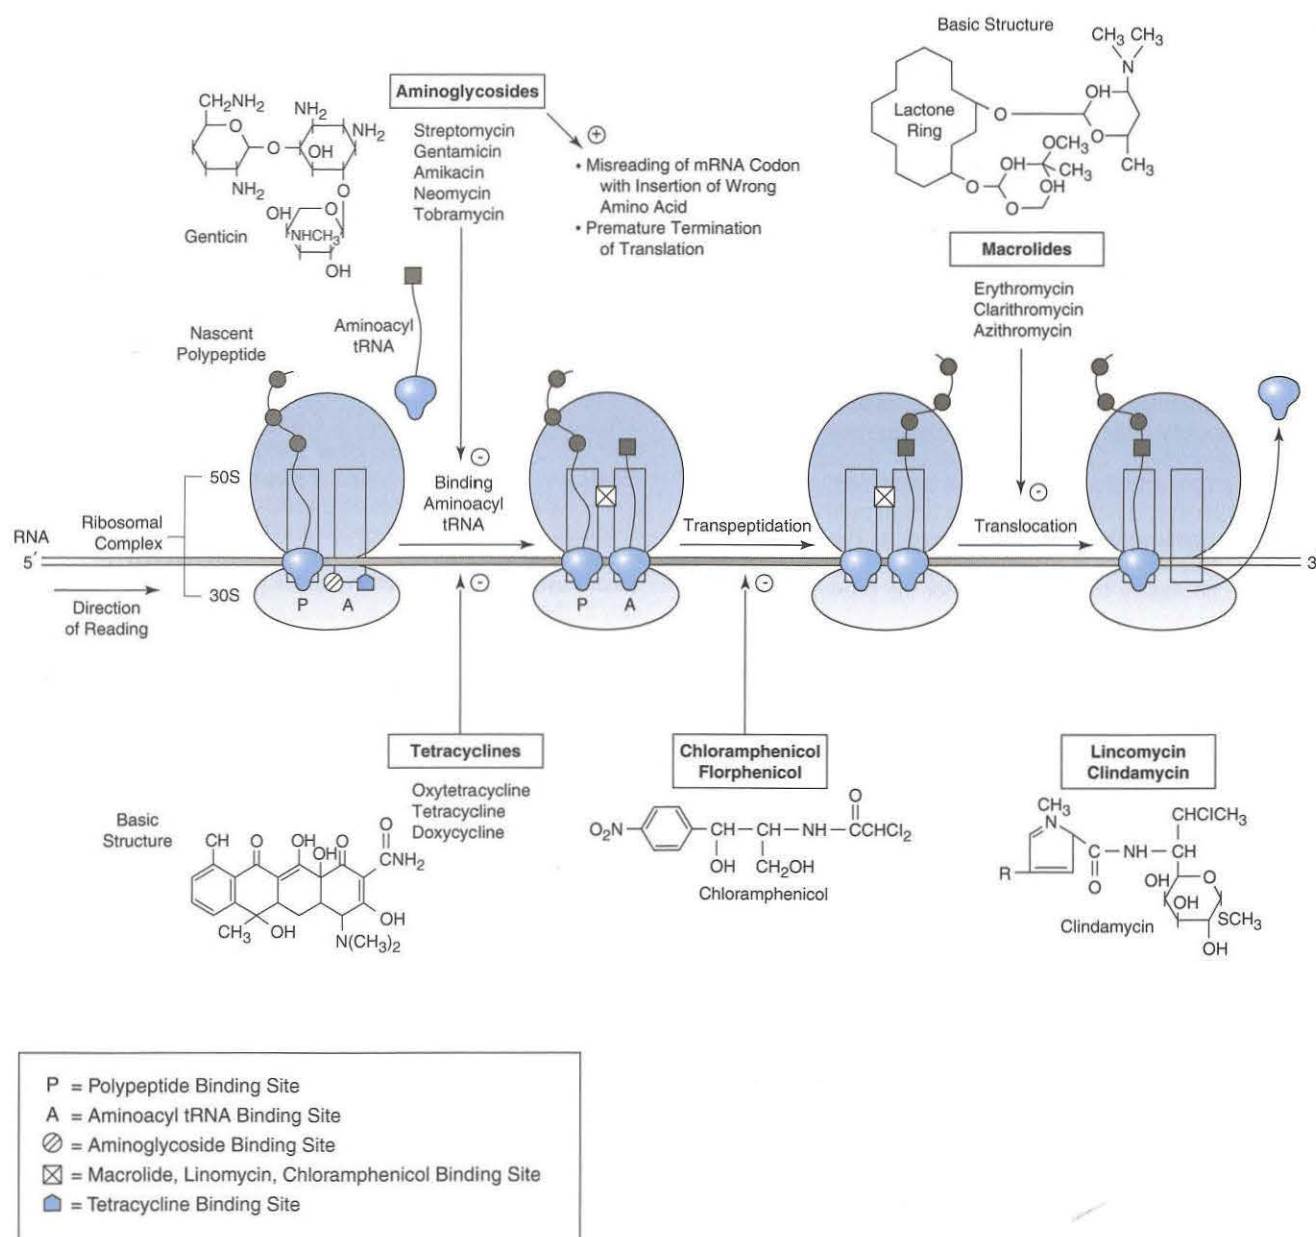 Basic Structure
CH3 CH3
N
OH
O
Lactone
Ring
O
CH3
OCH3
OH
CH3
OH
O
O
Aminoglycosides
Streptomycin
Gentamicin
Amikacin
Neomycin
Tobramycin
+
• Misreading of mRNA Codon
with Insertion of Wrong
Amino Acid
• Premature Termination
of Translation
CH2NH2
O
NH2
O
NH2
OH
NH2
O
OH
O
NHCH3
OH
Genticin
Macrolides
Erythromycin
Clarithromycin
Azithromycin
Nascent
Polypeptide
Aminoacyl
tRNA
50S
Ribosomal
Complex
30S
RNA
5´
Direction
of Reading
P A
-
Binding
Aminoacyl
tRNA
-
P A
Transpeptidation
-
-
Translocation
3
Tetracyclines
Oxytetracycline
Tetracycline
Doxycycline
Basic
Structure
CH O OH OH O O
CNH2
CH3 OH
OH
N(CH3)2
Chloramphenicol
Florphenicol
O
O2N CH — CH — NH — CCHCl2
OH CH2OH
Chloramphenicol
Lincomycin
Clindamycin
CH3
N
CHClCH3
C — NH — CH
R
O
OH O
OH
SCH3
OH
Clindamycin
P = Polypeptide Binding Site
A = Aminoacyl tRNA Binding Site
= Aminoglycoside Binding Site
= Macrolide, Linomycin, Chloramphenicol Binding Site
= Tetracycline Binding Site